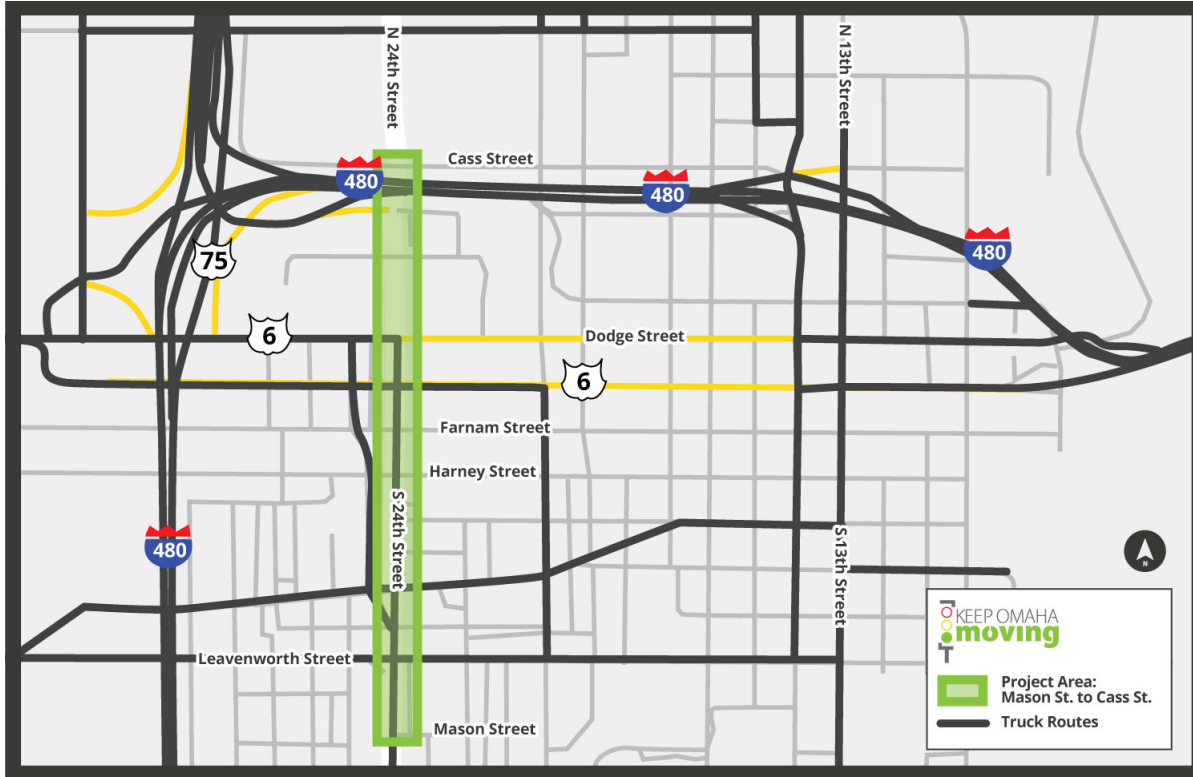 N 24th Street
N 13th Street
Cass Street
480
480
480
75
6
Dodge Street
6
Farnam Street
Harney Street
S 24th Street
480
S 13th Street
N
Leavenworth Street
Mason Street
KEEP OMAHA
moving
Project Area:
Mason St. to Cass St.
Truck Routes